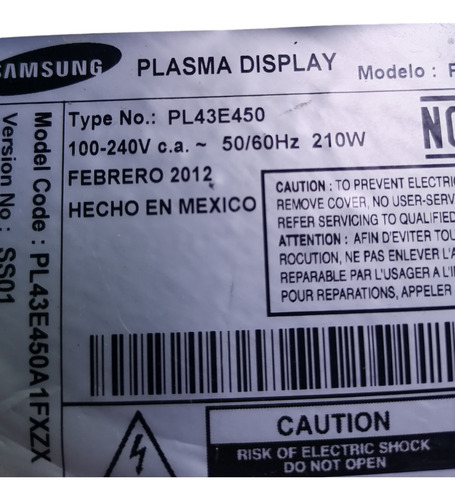 SAMSUNG
PLASMA DISPLAY
Modelo : P
Type No.: PL43E450
100-240V c.a. ~ 50/60Hz 210W
FEBRERO 2012
HECHO EN MEXICO
NO
CAUTION : TO PREVENT ELECTRI
REMOVE COVER, NO USER-SERV
REFER SERVICING TO QUALIFIED
ATTENTION : AFIN D'EVITER TOU
ROCUTION, NE PAS ENLEVER L'A
REPARABLE PAR L'USAGER A L'I
POUR REPARATIONS, APPELER
Model Code : PL43E450A1FXZX
Version No : SS01
CAUTION
RISK OF ELECTRIC SHOCK
DO NOT OPEN